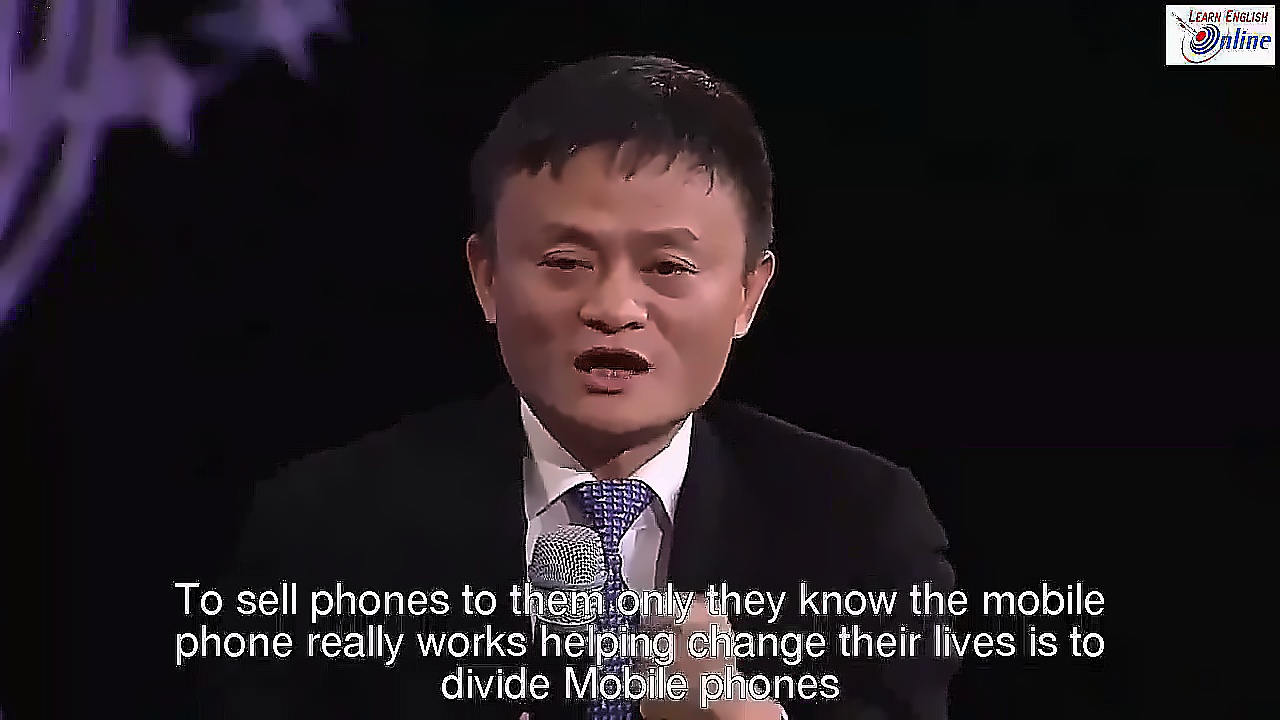 LEARN ENGLISH
Online
To sell phones to them only they know the mobile
phone really works helping change their lives is to
divide Mobile phones